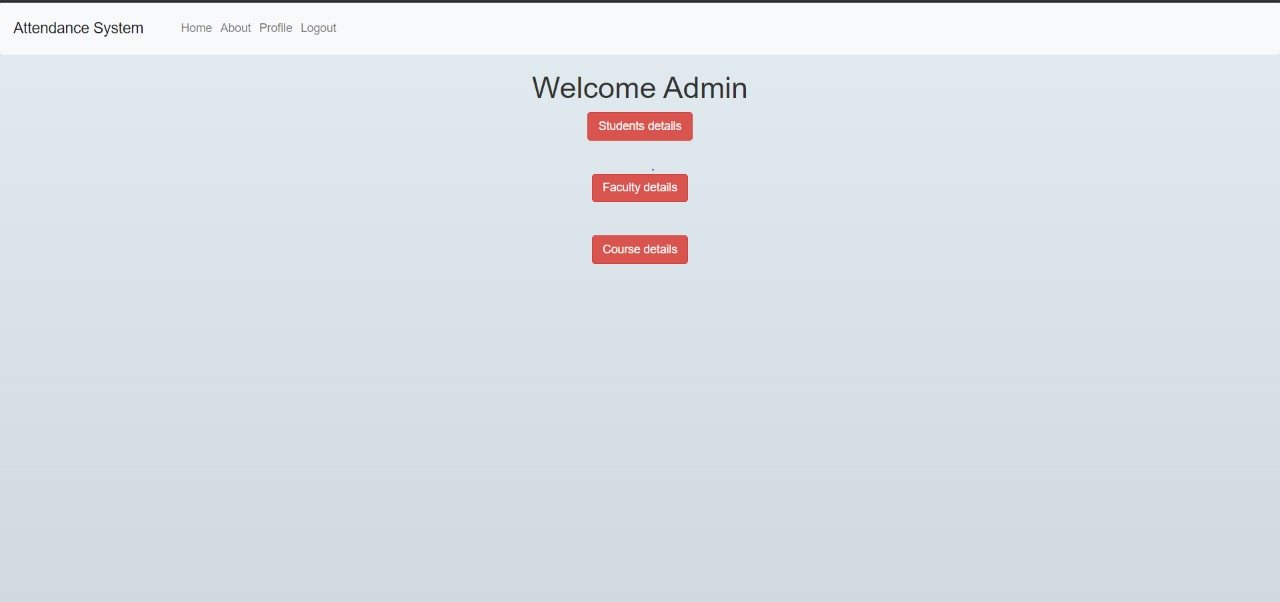 Attendance System Home About Profile Logout
Welcome Admin
Students details
Faculty details
Course details